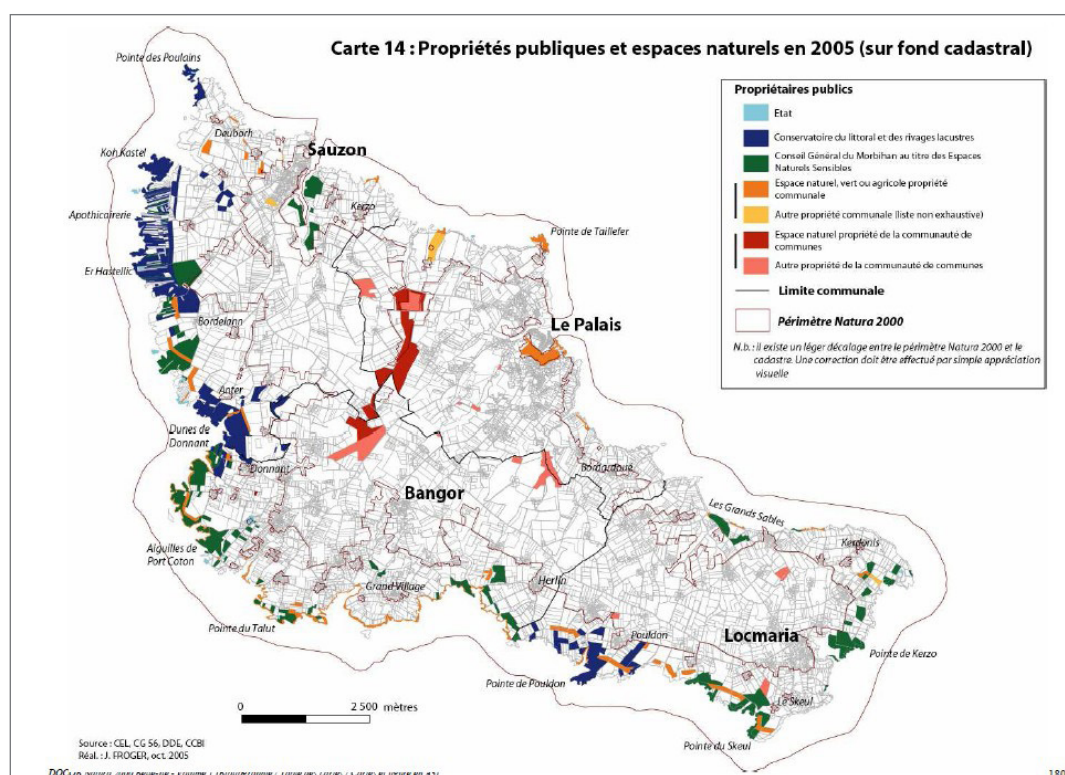 Carte 14 : Propriétés publiques et espaces naturels en 2005 (sur fond cadastral)
Propriétaires publics
Etat
Conservatoire du littoral et des rivages lacustres
Conseil Général du Morbihan au titre des Espaces
Naturels Sensibles
Espace naturel, vert ou agricole propriété
communale
Autre propriété communale (liste non exhaustive)
Espace naturel propriété de la communauté de
communes
Autre propriété de la communauté de communes
Limite communale
Périmètre Natura 2000
N.b. : il existe un léger décalage entre le périmètre Natura 2000 et le
cadastre. Une correction doit être effectué par simple appréciation
visuelle
Pointe des Poulains
Deuborh
Sauzon
Koh Kastel
Kerzo
Apothicairerie
Pointe de Taillefer
Er Hastellic
Bordelann
Le Palais
Anter
Dunes de
Donnant
Donnant
Bangor
Bordardoué
Les Grands Sables
Aiguilles de
Port Coton
Kerdonis
Grand Village
Herlin
Pointe du Talut
Pouldon
Locmaria
Pointe de Kerzo
Pointe de Pouldon
Le Skeul
Pointe du Skeul
0 2 500 mètres
Source : CEL, CG 56, DDE, CCBI
Réal. : J. FROGER, oct. 2005
180